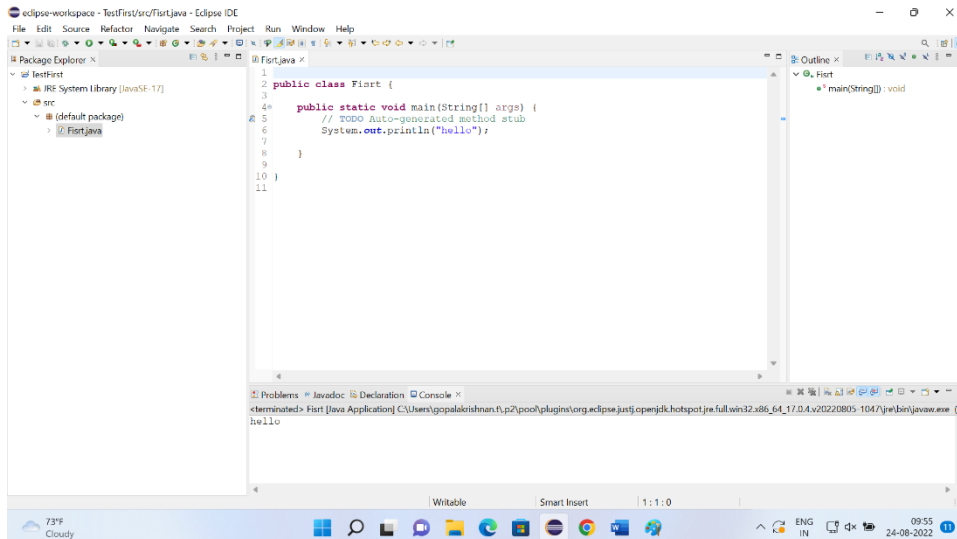 eclipse-workspace - TestFirst/src/Fisrt.java - Eclipse IDE
File Edit Source Refactor Navigate Search Project Run Window Help
Package Explorer
TestFirst
JRE System Library [JavaSE-17]
src
(default package)
Fisrt.java
Fisrt.java
1
2 public class Fisrt {
3
4 public static void main(String[] args) {
5 // TODO Auto-generated method stub
6 System.out.println("hello");
7
8 }
9
10 }
11
Outline
Fisrt
main(String[]) : void
Problems Javadoc Declaration Console
<terminated> Fisrt [Java Application] C:\Users\gopalakrishnan.t\.p2\pool\plugins\org.eclipse.justj.openjdk.hotspot.jre.full.win32.x86_64_17.0.4.v20220805-1047\jre\bin\javaw.exe (
hello
Writable Smart Insert 1 : 1 : 0
73°F
Cloudy
ENG
IN
09:55
24-08-2022
11